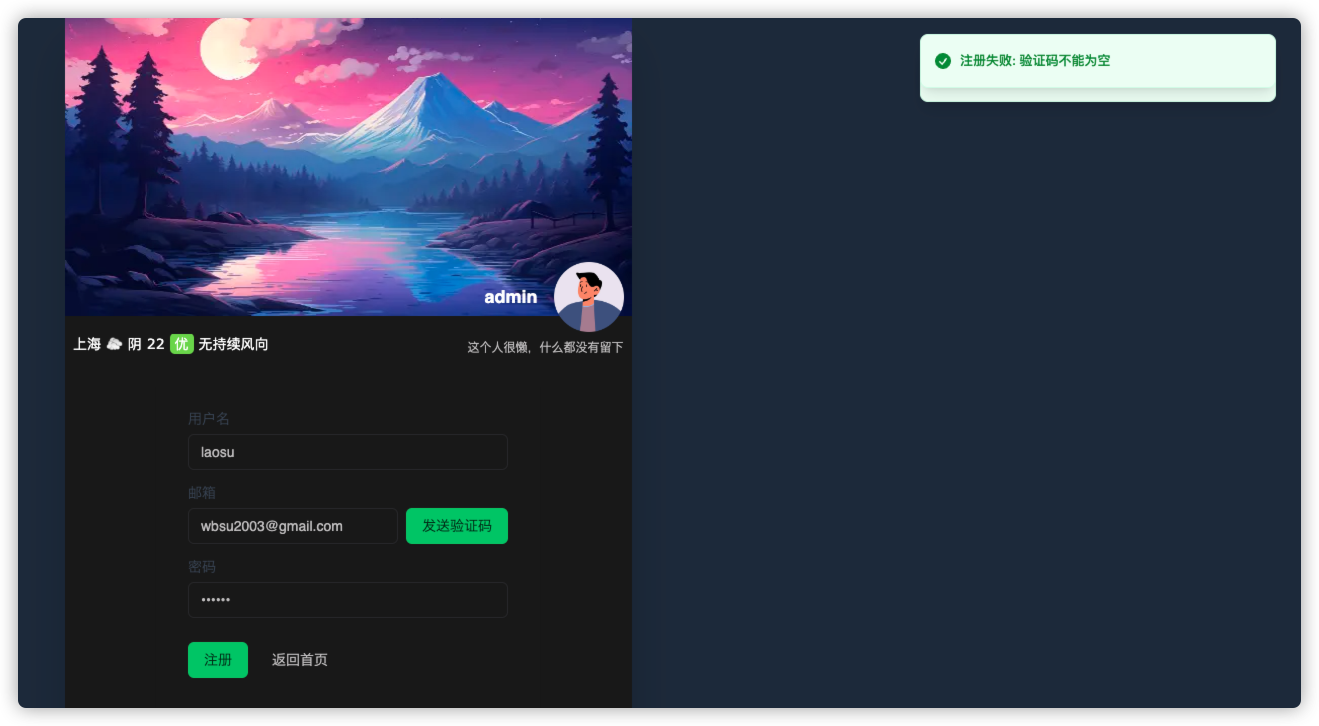 注册失败: 验证码不能为空
admin
上海 阴 22 优 无持续风向
这个人很懒，什么都没有留下
用户名
laosu
邮箱
wbsu2003@gmail.com 发送验证码
密码
••••••
注册 返回首页